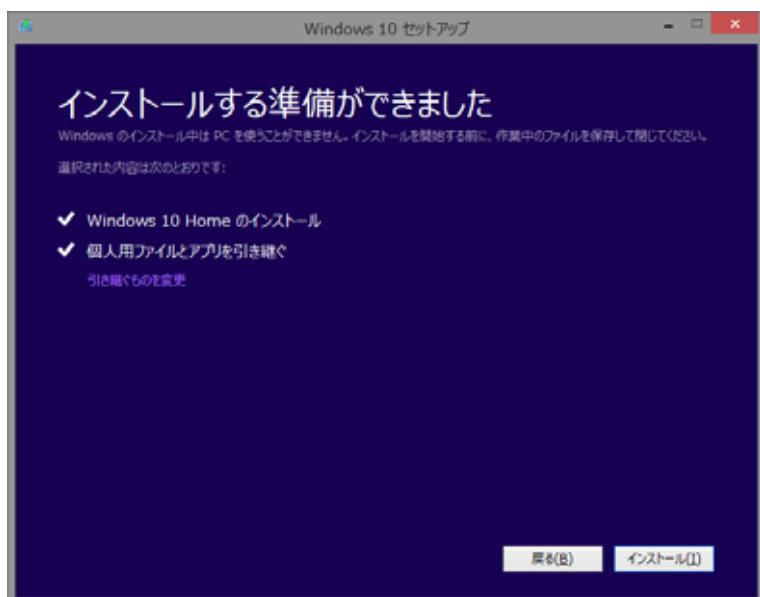 Windows 10 セットアップ
インストールする準備ができました
Windows のインストール中は PC を使うことができません。インストールを開始する前に、作業中のファイルを保存して閉じてください。
選択された内容は次のとおりです:
Windows 10 Home のインストール
個人用ファイルとアプリを引き継ぐ
引き継ぐものを変更
戻る(B)
インストール(I)